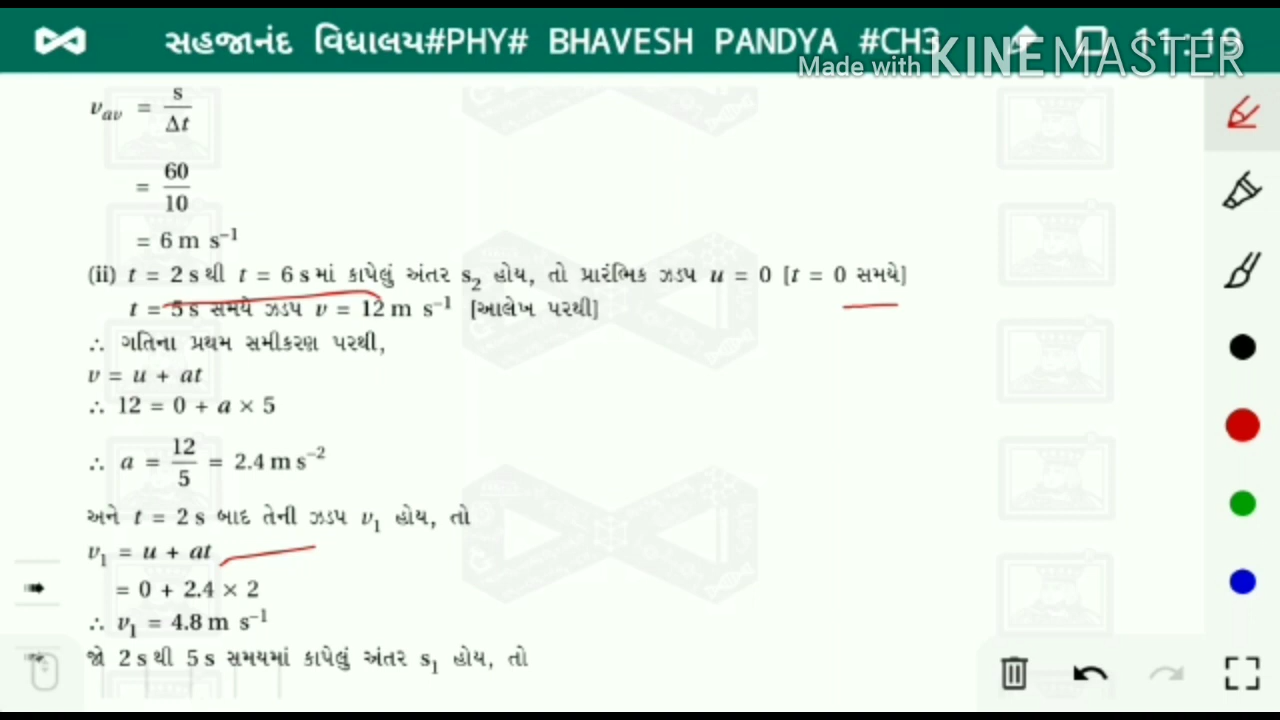 સહજાનંદ વિધાલય#PHY# BHAVESH PANDYA #CH3
11:19
Made with KINEMASTER
v_av = s/Δt
= 60/10
= 6 m s⁻¹
(ii) t = 2 s થી t = 6 s માં કાપેલું અંતર s₂ હોય, તો પ્રારંભિક ઝડપ u = 0 [t = 0 સમયે]
t = 5 s સમયે ઝડપ v = 12 m s⁻¹ [આલેખ પરથી]
∴ ગતિના પ્રથમ સમીકરણ પરથી,
v = u + at
∴ 12 = 0 + a × 5
∴ a = 12/5 = 2.4 m s⁻²
અને t = 2 s બાદ તેની ઝડપ v₁ હોય, તો
v₁ = u + at
= 0 + 2.4 × 2
∴ v₁ = 4.8 m s⁻¹
જો 2 s થી 5 s સમયમાં કાપેલું અંતર s₁ હોય, તો